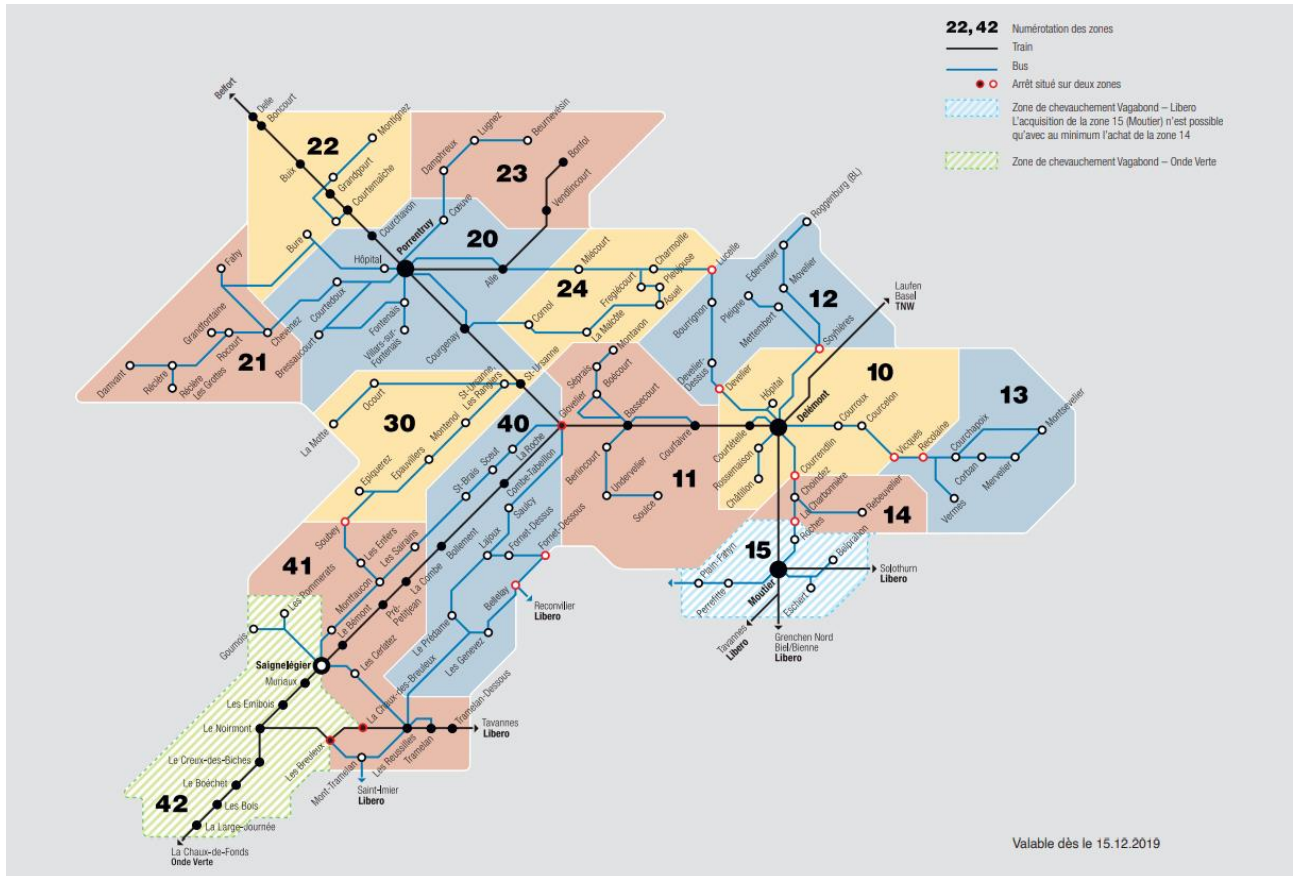 22, 42 Numérotation des zones
Train
Bus
Arrêt situé sur deux zones
Zone de chevauchement Vagabond – Libero
L'acquisition de la zone 15 (Moutier) n'est possible
qu'avec au minimum l'achat de la zone 14
Zone de chevauchement Vagabond – Onde Verte
Belfort
Delle
Boncourt
22
Montignez
Buix
Grandgourt
Courtemaîche
Courchavon
Bure
Lugnez
Beurnevésin
Damphreux
23
Bonfol
Vendlincourt
Cœuve
Porrentruy
20
Hôpital
Alle
Fahy
Grandfontaine
Rocourt
Chevenez
Courtedoux
Bressaucourt
Fontenais
Villars-sur-
Fontenais
Courgenay
21
Damvant
Réclère
Réclère
Les Grottes
Miécourt
Charmoille
Fregiécourt
Pleujouse
Asuel
24
Cornol
La Malcôte
Lucelle
Roggenburg (BL)
Ederswiler
Movelier
12
Pleigne
Mettembert
Soyhières
Bourrignon
Develier-
Dessus
Develier
Laufen
Basel
TNW
St-Ursanne
St-Ursanne,
Les Rangiers
Ocourt
La Motte
30
Montenol
Epauvillers
Epiquerez
Soubey
Montavon
Séprais
Boécourt
Bassecourt
Glovelier
Courfaivre
Berlincourt
Undervelier
Soulce
11
10
Hôpital
Delémont
Courtételle
Rossemaison
Châtillon
Courroux
Courcelon
Vicques
Recolaine
13
Courchapoix
Montsevelier
Corban
Mervelier
Vermes
Courrendlin
Choindez
La Charbonnière
Rebeuvelier
14
Roches
15
Belprahon
Plain-Fahyn
Perrefitte
Moutier
Eschert
Solothurn
Libero
Tavannes
Libero
Grenchen Nord
Biel/Bienne
Libero
40
La Roche
Sceut
St-Brais
Combe-Tabeillon
Saulcy
Lajoux
Fornet-Dessus
Fornet-Dessous
Bollement
Bellelay
Reconvilier
Libero
Le Prédame
Les Genevez
41
Les Enfers
Les Sairains
Montfaucon
La Combe
Pré-
Petitjean
Le Bémont
Les Pommerats
Goumois
Saignelégier
Les Cerlatez
Muriaux
Les Emibois
Le Noirmont
La Chaux-des-Breuleux
Tramelan-Dessous
Tavannes
Libero
Les Breuleux
Les Reussilles
Tramelan
Mont-Tramelan
Saint-Imier
Libero
Le Creux-des-Biches
Le Boéchet
Les Bois
La Large-Journée
42
La Chaux-de-Fonds
Onde Verte
Valable dès le 15.12.2019